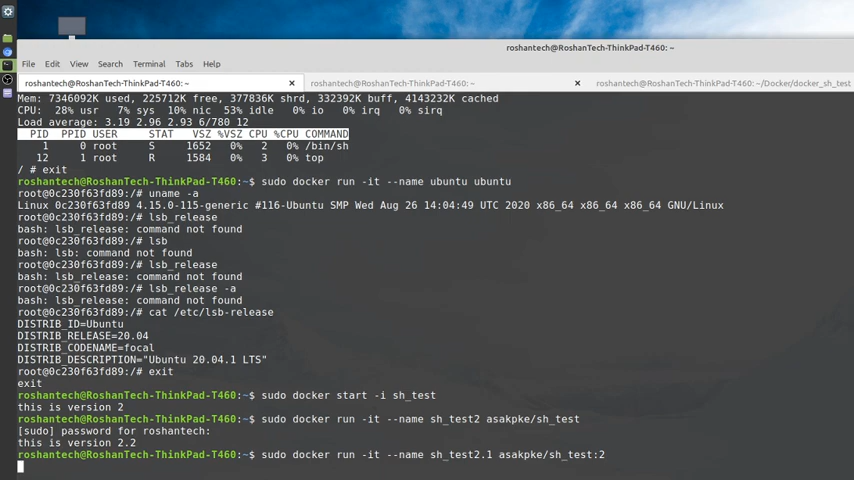 roshantech@RoshanTech-ThinkPad-T460: ~
File Edit View Search Terminal Tabs Help
roshantech@RoshanTech-ThinkPad-T460: ~ × roshantech@RoshanTech-ThinkPad-T460: ~ × roshantech@RoshanTech-ThinkPad-T460: ~/Docker/docker_sh_test
Mem: 7346092K used, 225712K free, 377836K shrd, 332392K buff, 4143232K cached
CPU:  28% usr   7% sys  10% nic  53% idle   0% io   0% irq   0% sirq
Load average: 3.19 2.96 2.93 6/780 12
  PID  PPID USER     STAT   VSZ %VSZ CPU %CPU COMMAND
    1     0 root     S     1652   0%   2   0% /bin/sh
   12     1 root     R     1584   0%   3   0% top
/ # exit
roshantech@RoshanTech-ThinkPad-T460:~$ sudo docker run -it --name ubuntu ubuntu
root@0c230f63fd89:/# uname -a
Linux 0c230f63fd89 4.15.0-115-generic #116-Ubuntu SMP Wed Aug 26 14:04:49 UTC 2020 x86_64 x86_64 x86_64 GNU/Linux
root@0c230f63fd89:/# lsb_release
bash: lsb_release: command not found
root@0c230f63fd89:/# lsb
bash: lsb: command not found
root@0c230f63fd89:/# lsb_release
bash: lsb_release: command not found
root@0c230f63fd89:/# lsb_release -a
bash: lsb_release: command not found
root@0c230f63fd89:/# cat /etc/lsb-release
DISTRIB_ID=Ubuntu
DISTRIB_RELEASE=20.04
DISTRIB_CODENAME=focal
DISTRIB_DESCRIPTION="Ubuntu 20.04.1 LTS"
root@0c230f63fd89:/# exit
exit
roshantech@RoshanTech-ThinkPad-T460:~$ sudo docker start -i sh_test
this is version 2
roshantech@RoshanTech-ThinkPad-T460:~$ sudo docker run -it --name sh_test2 asakpke/sh_test
[sudo] password for roshantech:
this is version 2.2
roshantech@RoshanTech-ThinkPad-T460:~$ sudo docker run -it --name sh_test2.1 asakpke/sh_test:2